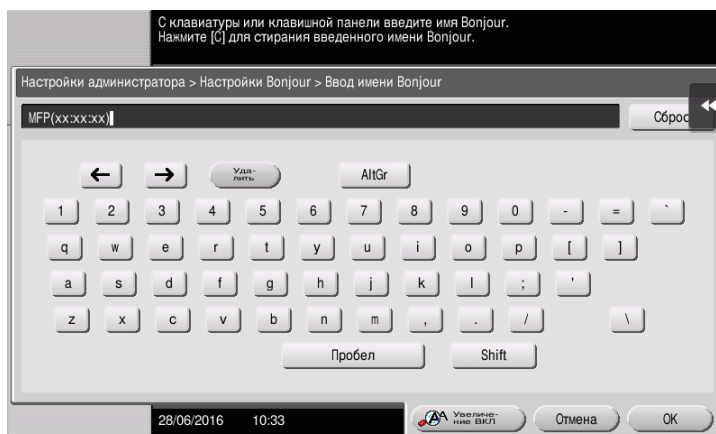 С клавиатуры или клавишной панели введите имя Bonjour.
Нажмите [C] для стирания введенного имени Bonjour.
Настройки администратора > Настройки Bonjour > Ввод имени Bonjour
MFP(xx:xx:xx)
Сброс
← → Уда-
лить AltGr
1 2 3 4 5 6 7 8 9 0 - = `
q w e r t y u i o p [ ]
a s d f g h j k l ; '
z x c v b n m , . / \
Пробел Shift
28/06/2016 10:33 Увеличе-
ние ВКЛ Отмена OK